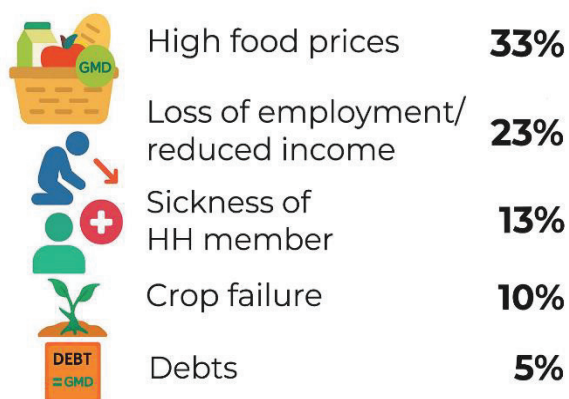 GMD
High food prices 33%
Loss of employment/
reduced income 23%
Sickness of
HH member 13%
Crop failure 10%
DEBT
=GMD
Debts 5%